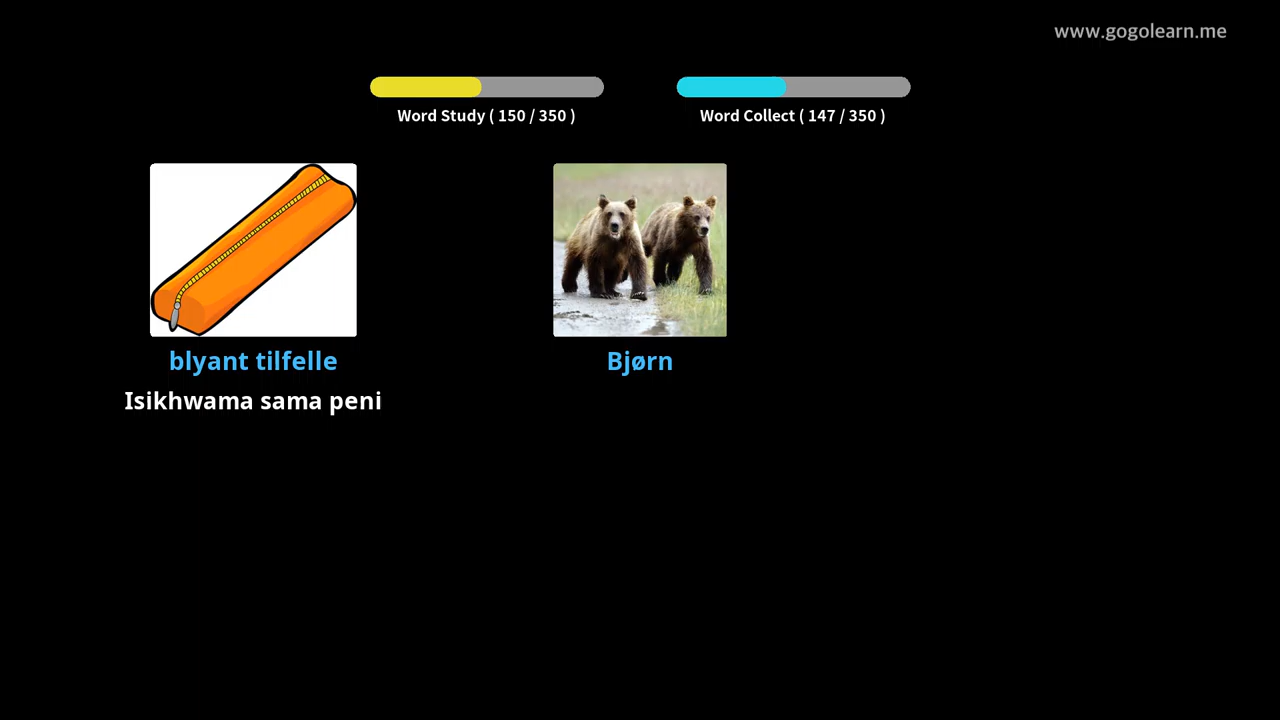 www.gogolearn.me
Word Study ( 150 / 350 )
Word Collect ( 147 / 350 )
blyant tilfelle
Isikhwama sama peni
Bjørn